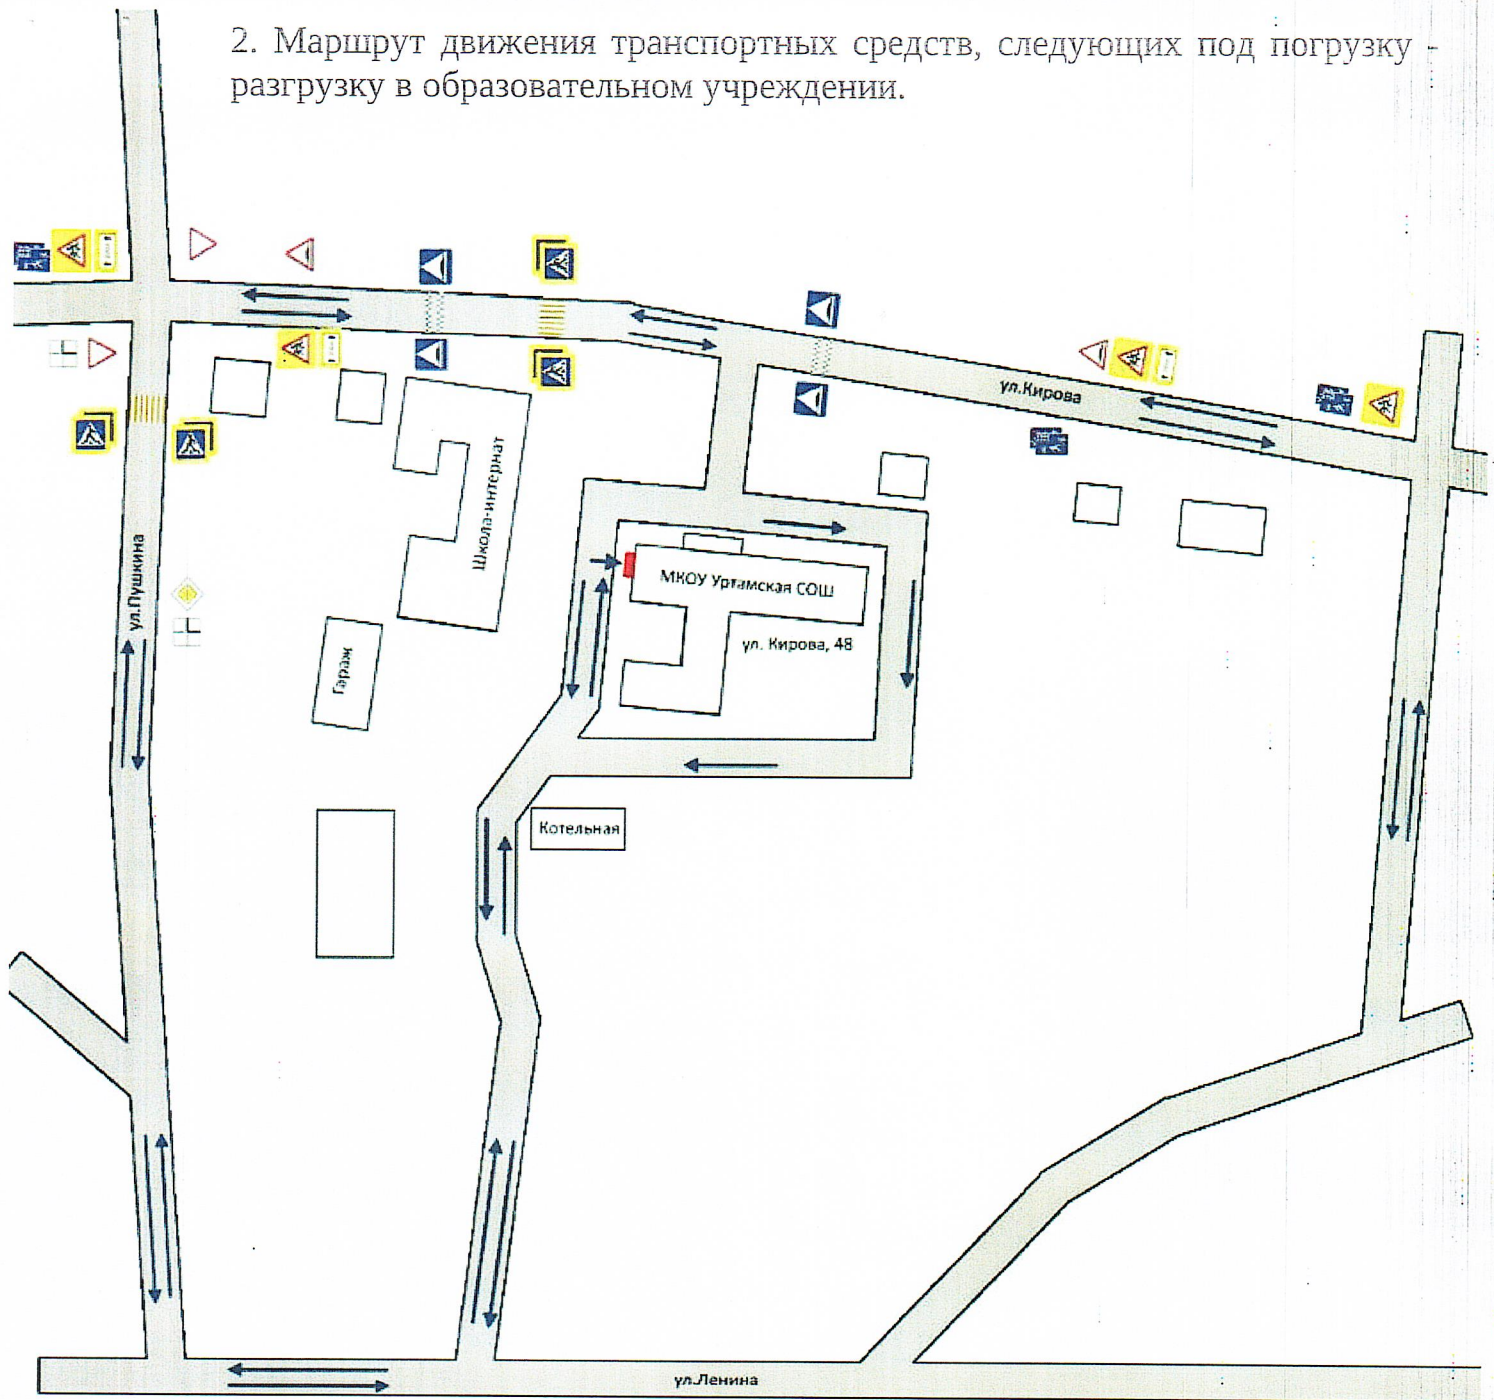 2. Маршрут движения транспортных средств, следующих под погрузку -
разгрузку в образовательном учреждении.
ул.Кирова
Школа-интернат
ул.Пушкина
МКОУ Уртамская СОШ
ул. Кирова, 48
Гараж
Котельная
ул.Ленина